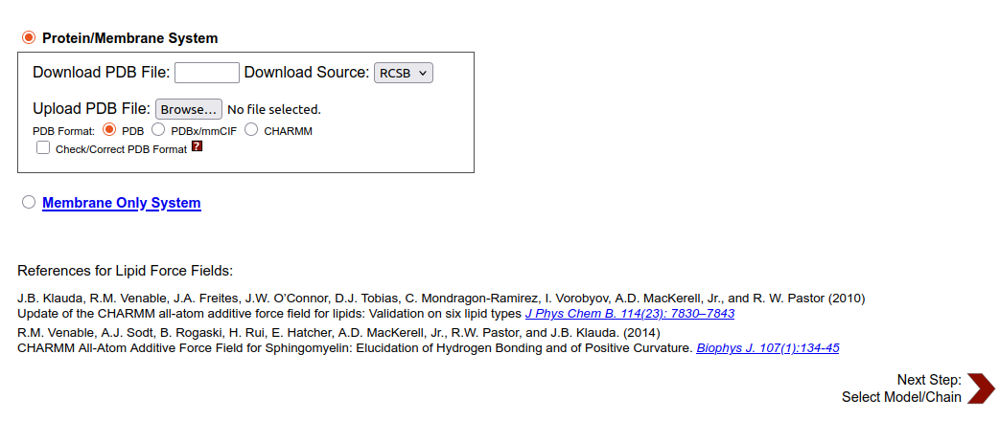 Protein/Membrane System
Download PDB File: Download Source: RCSB
Upload PDB File: Browse... No file selected.
PDB Format: PDB PDBx/mmCIF CHARMM
Check/Correct PDB Format ?
Membrane Only System
References for Lipid Force Fields:
J.B. Klauda, R.M. Venable, J.A. Freites, J.W. O'Connor, D.J. Tobias, C. Mondragon-Ramirez, I. Vorobyov, A.D. MacKerell, Jr., and R. W. Pastor (2010)
Update of the CHARMM all-atom additive force field for lipids: Validation on six lipid types J Phys Chem B. 114(23): 7830–7843
R.M. Venable, A.J. Sodt, B. Rogaski, H. Rui, E. Hatcher, A.D. MacKerell, Jr., R.W. Pastor, and J.B. Klauda. (2014)
CHARMM All-Atom Additive Force Field for Sphingomyelin: Elucidation of Hydrogen Bonding and of Positive Curvature. Biophys J. 107(1):134-45
Next Step:
Select Model/Chain